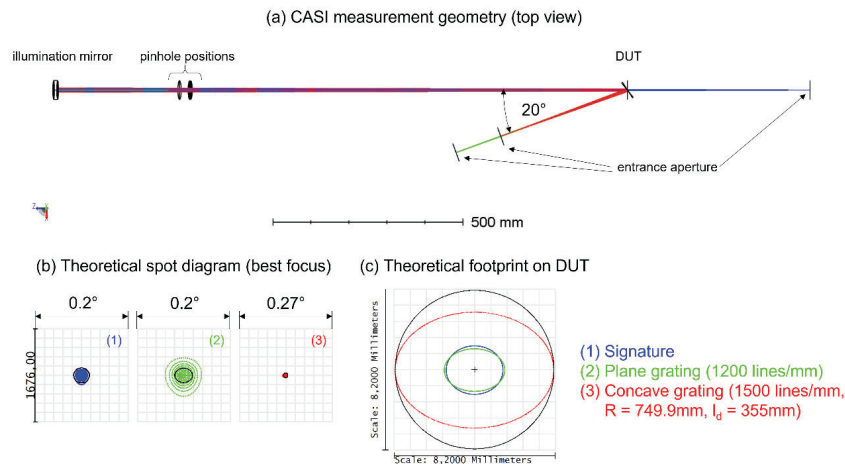 (a) CASI measurement geometry (top view)
illumination mirror
pinhole positions
DUT
20°
entrance aperture
Z
500 mm
(b) Theoretical spot diagram (best focus)
(c) Theoretical footprint on DUT
0.2°
0.2°
0.27°
(1)
(2)
(3)
1676,00
Scale: 8,2000 Millimeters
Scale: 8,2000 Millimeters
(1) Signature
(2) Plane grating (1200 lines/mm)
(3) Concave grating (1500 lines/mm,
R = 749.9mm, Id = 355mm)